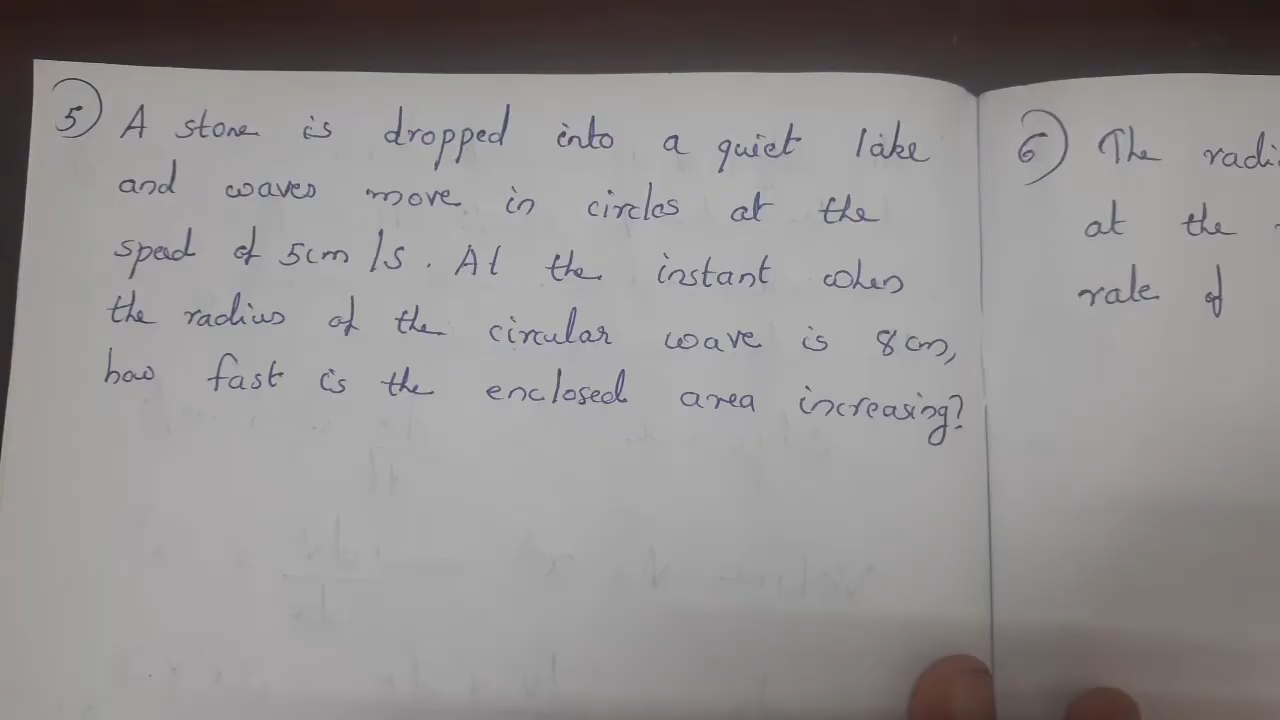 5) A stone is dropped into a quiet lake
and waves move in circles at the
speed of 5cm/s. At the instant when
the radius of the circular wave is 8cm,
how fast is the enclosed area increasing?
6) The radi
at the
rate of